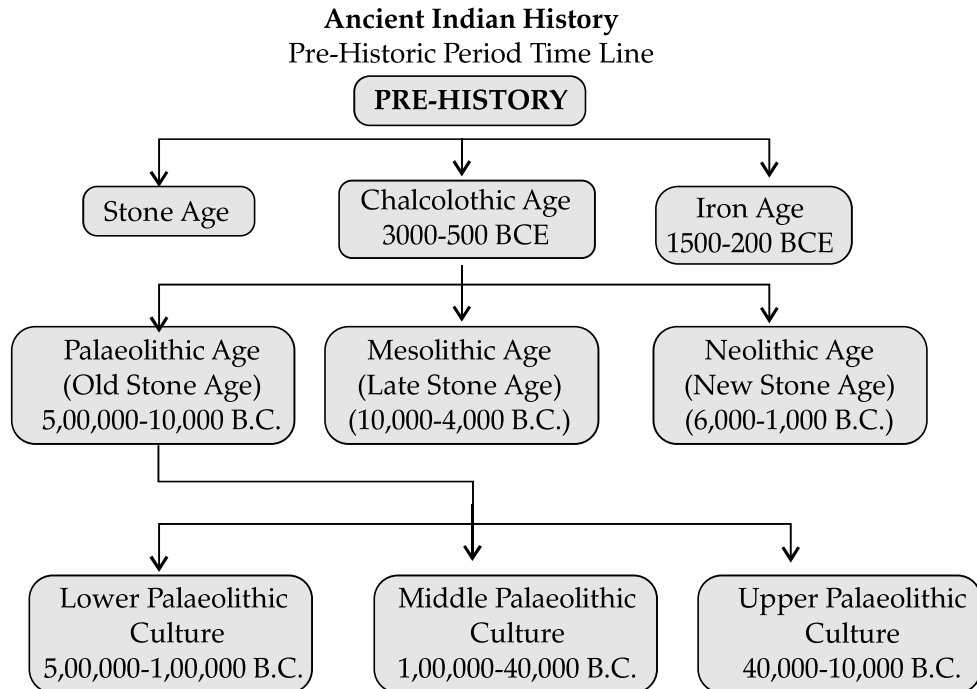 Ancient Indian History
Pre-Historic Period Time Line
PRE-HISTORY
Stone Age
Chalcolothic Age
3000-500 BCE
Iron Age
1500-200 BCE
Palaeolithic Age
(Old Stone Age)
5,00,000-10,000 B.C.
Mesolithic Age
(Late Stone Age)
(10,000-4,000 B.C.)
Neolithic Age
(New Stone Age)
(6,000-1,000 B.C.)
Lower Palaeolithic
Culture
5,00,000-1,00,000 B.C.
Middle Palaeolithic
Culture
1,00,000-40,000 B.C.
Upper Palaeolithic
Culture
40,000-10,000 B.C.